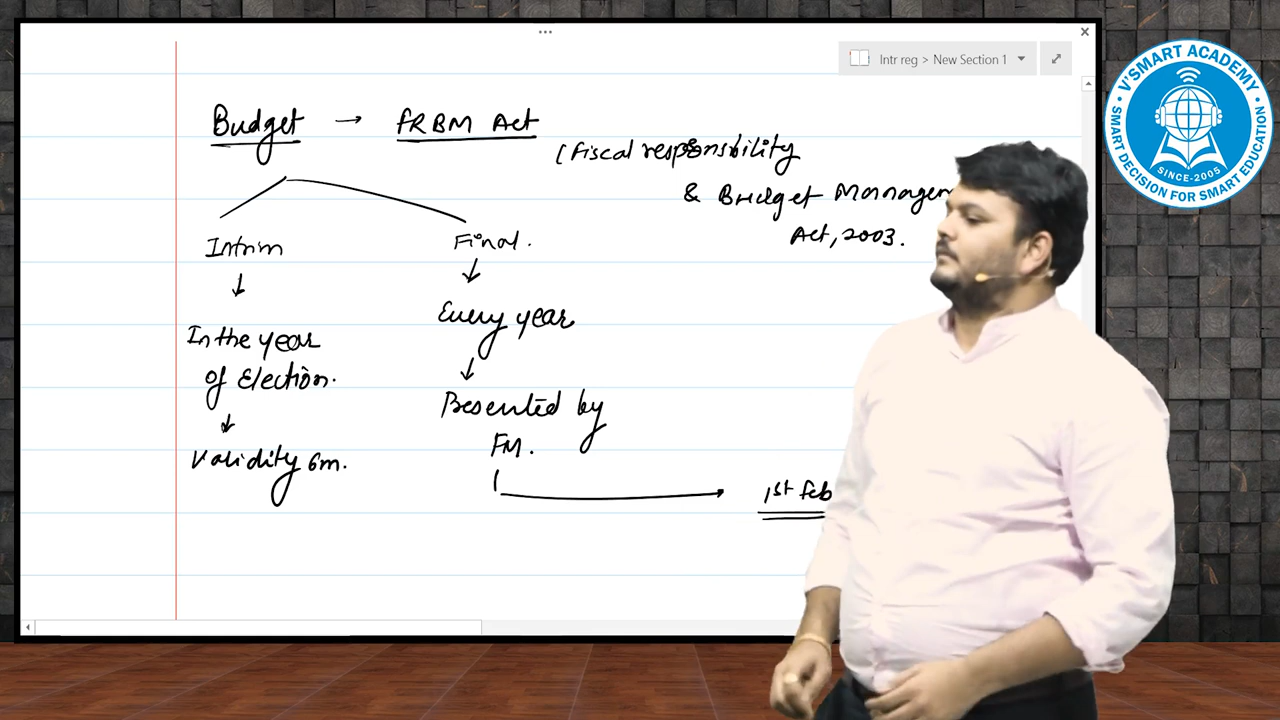 Intr reg > New Section 1
Budget → FRBM Act
(Fiscal responsibility
& Budget Managem
Act, 2003.
Intrim
Final.
In the year
of Election.
Validity 6m.
Every year
Presented by
FM.
1st Feb
V'SMART ACADEMY
SINCE-2005
SMART DECISION FOR SMART EDUCATION